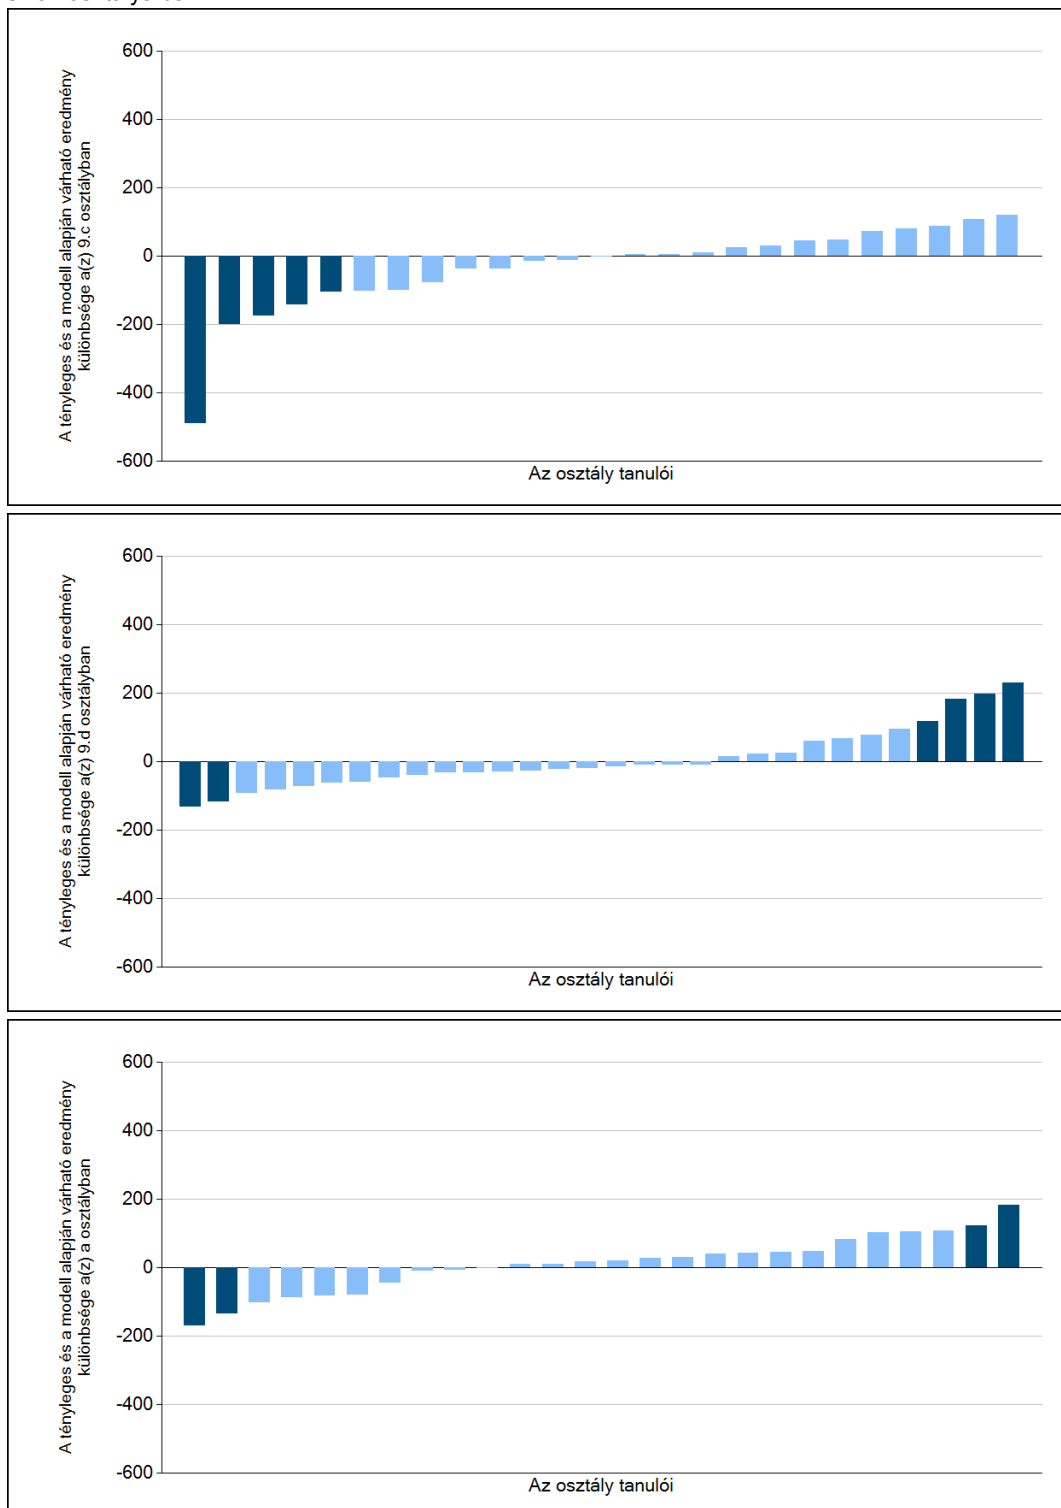 A tényleges és a modell alapján várható eredmény
különbsége a(z) 9.c osztályban
600
400
200
0
-200
-400
-600
Az osztály tanulói
A tényleges és a modell alapján várható eredmény
különbsége a(z) 9.d osztályban
600
400
200
0
-200
-400
-600
Az osztály tanulói
A tényleges és a modell alapján várható eredmény
különbsége a(z) a osztályban
600
400
200
0
-200
-400
-600
Az osztály tanulói